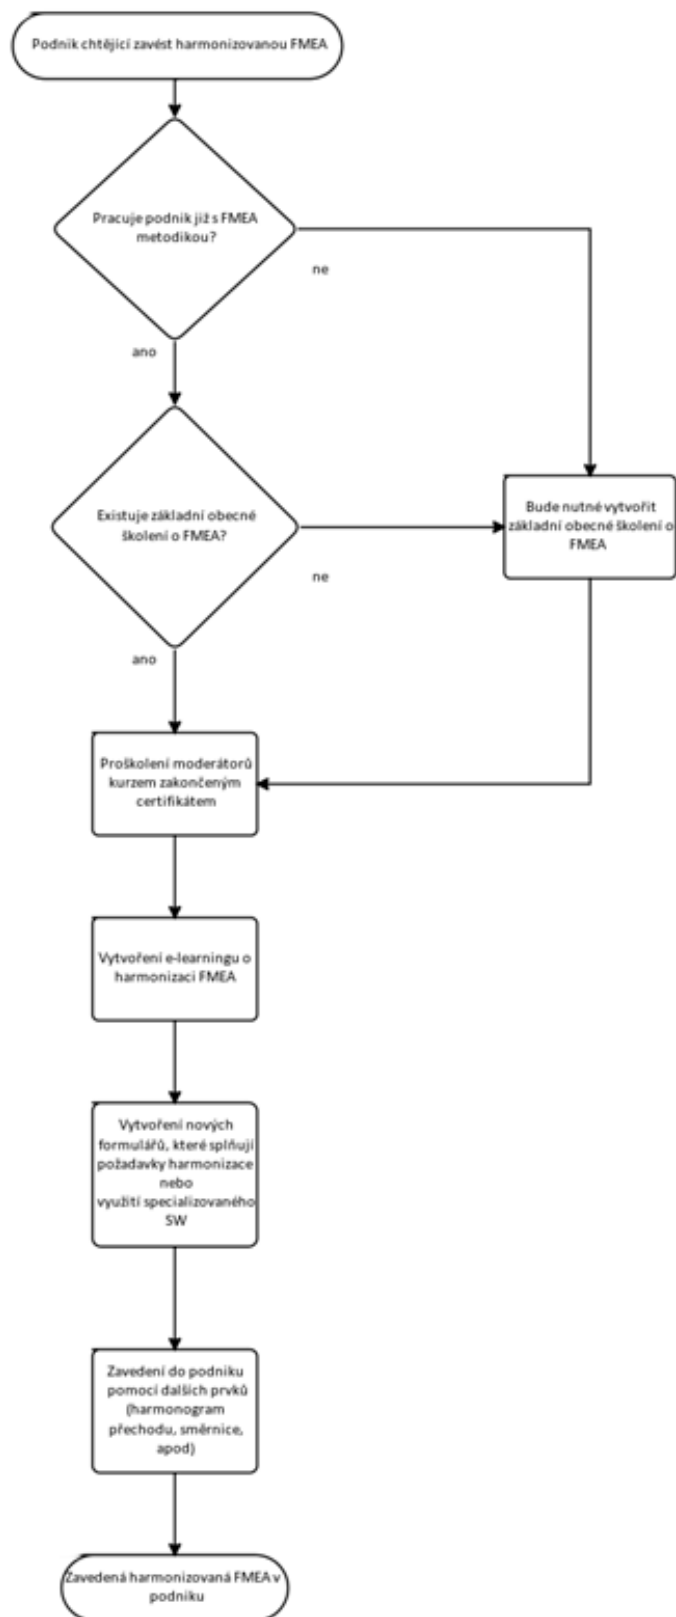 Podnik chtějící zavést harmonizovanou FMEA
Pracuje podnik již s FMEA
metodikou?
ne
ano
Existuje základní obecné
školení o FMEA?
Bude nutné vytvořit
základní obecné školení o
FMEA
ne
ano
Proškolení moderátorů
kurzem zakončeným
certifikátem
Vytvoření e-learningu o
harmonizaci FMEA
Vytvoření nových
formulářů, které splňují
požadavky harmonizace
nebo
využití specializovaného
SW
Zavedení do podniku
pomocí dalších prvků
(harmonogram
přechodu, směrnice,
apod)
Zavedená harmonizovaná FMEA v
podniku